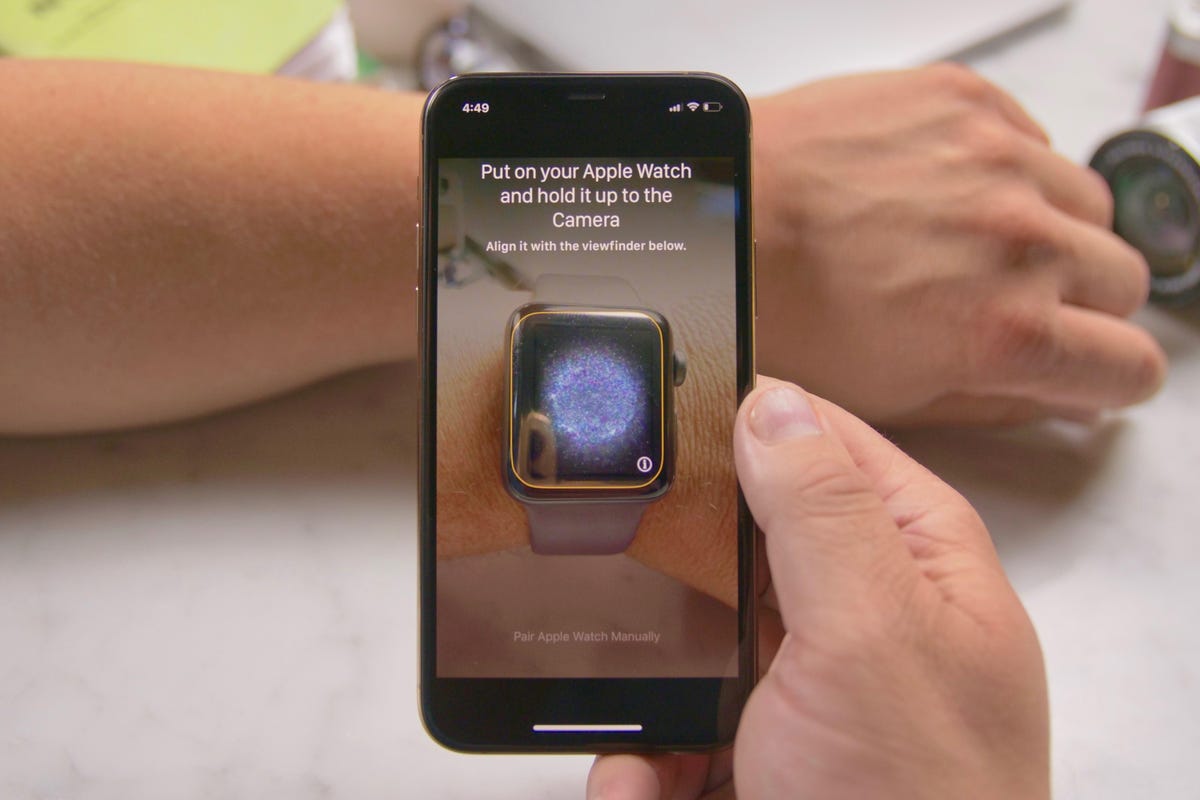 4:49
Put on your Apple Watch
and hold it up to the
Camera
Align it with the viewfinder below.
Pair Apple Watch Manually